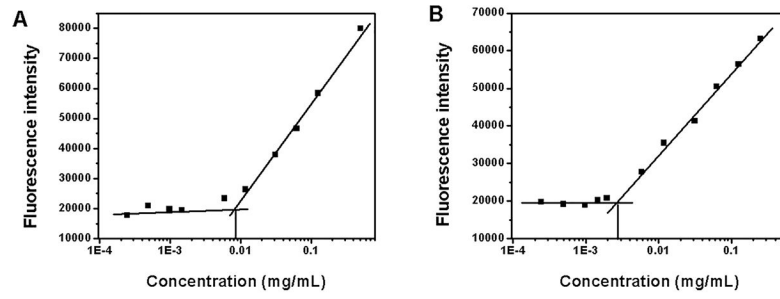 A
Fluorescence intensity
80000
70000
60000
50000
40000
30000
20000
10000
1E-4 1E-3 0.01 0.1
Concentration (mg/mL)
B
Fluorescence intensity
70000
60000
50000
40000
30000
20000
10000
1E-4 1E-3 0.01 0.1
Concentration (mg/mL)